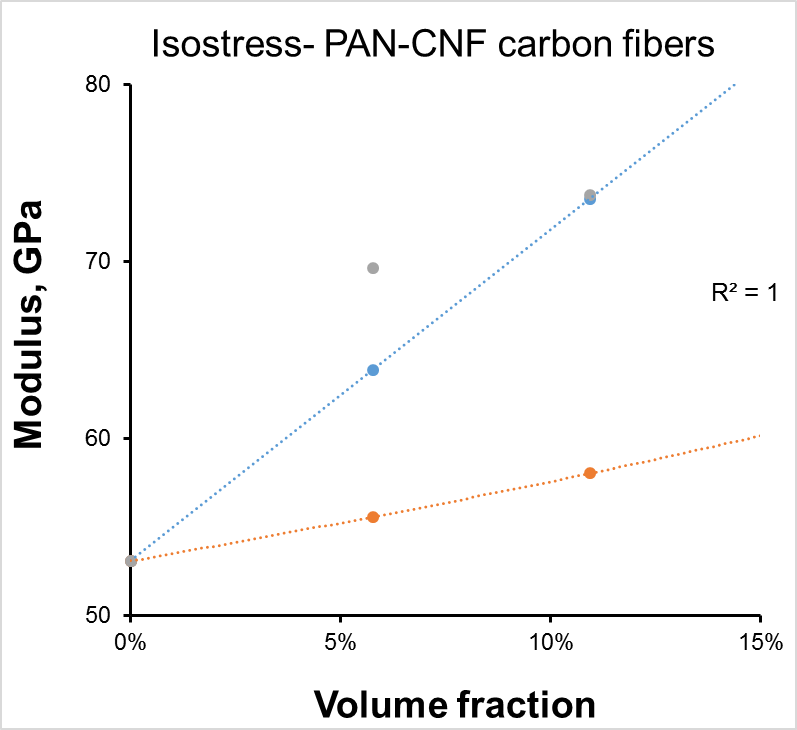 Isostress- PAN-CNF carbon fibers
80
70
60
50
Modulus, GPa
R² = 1
0%
5%
10%
15%
Volume fraction